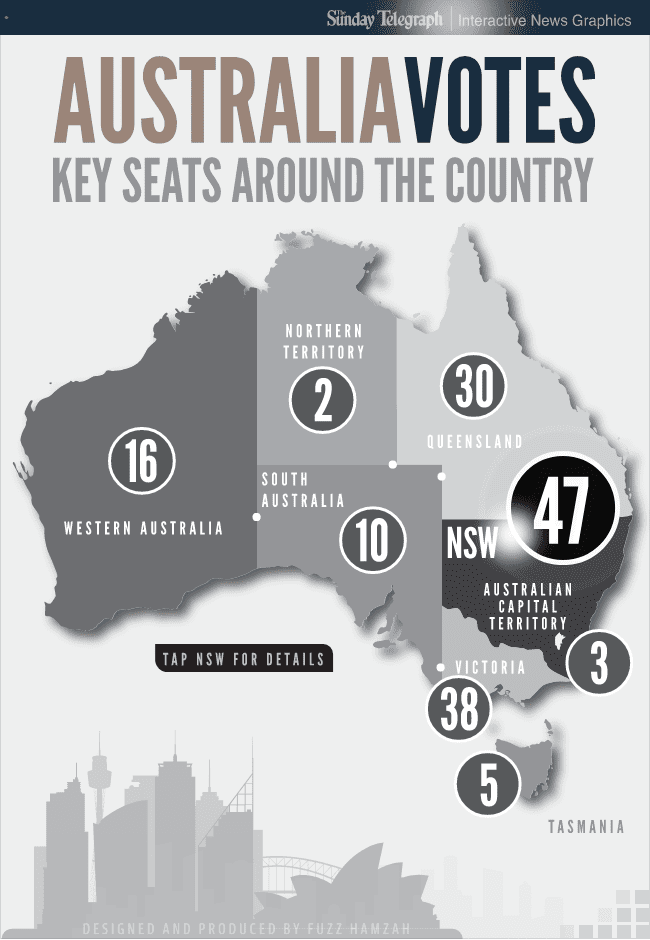 The Sunday Telegraph | Interactive News Graphics
AUSTRALIAVOTES
KEY SEATS AROUND THE COUNTRY
NORTHERN
TERRITORY
2
30
QUEENSLAND
16
WESTERN AUSTRALIA
SOUTH
AUSTRALIA
10
47
NSW
AUSTRALIAN
CAPITAL
TERRITORY
3
TAP NSW FOR DETAILS
VICTORIA
38
5
TASMANIA
DESIGNED AND PRODUCED BY FUZZ HAMZAH